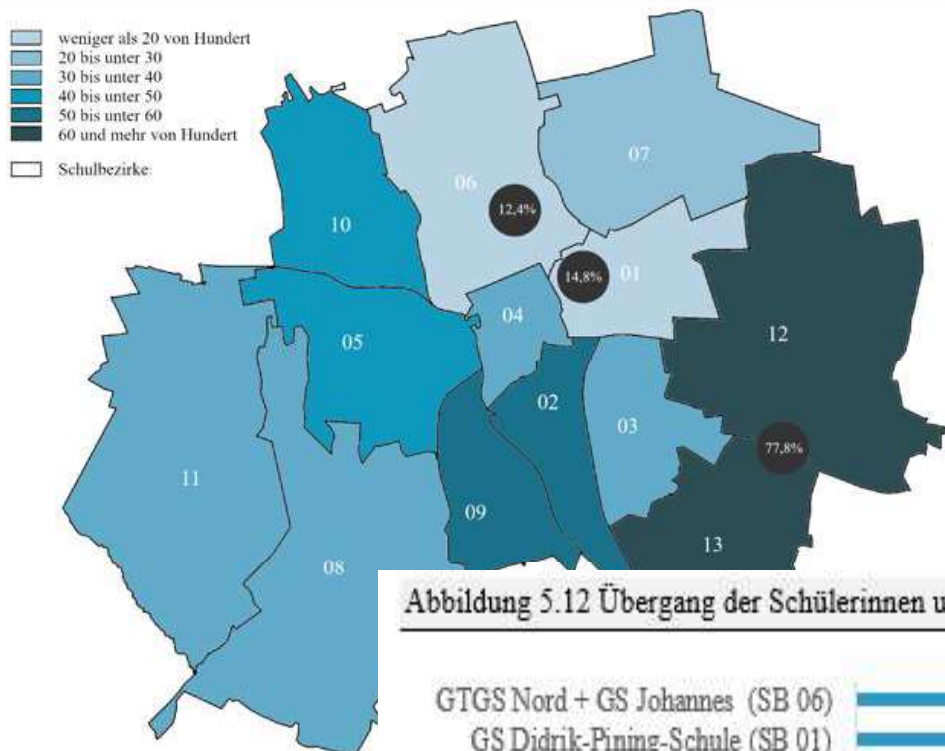 weniger als 20 von Hundert
20 bis unter 30
30 bis unter 40
40 bis unter 50
50 bis unter 60
60 und mehr von Hundert
Schulbezirke
07
06
12,4%
10
14,8%
01
04
12
05
02
03
77,8%
11
09
13
08
Abbildung 5.12 Übergang der Schülerinnen u
GTGS Nord + GS Johannes (SB 06)
GS Didrik-Pining-Schule (SB 01)